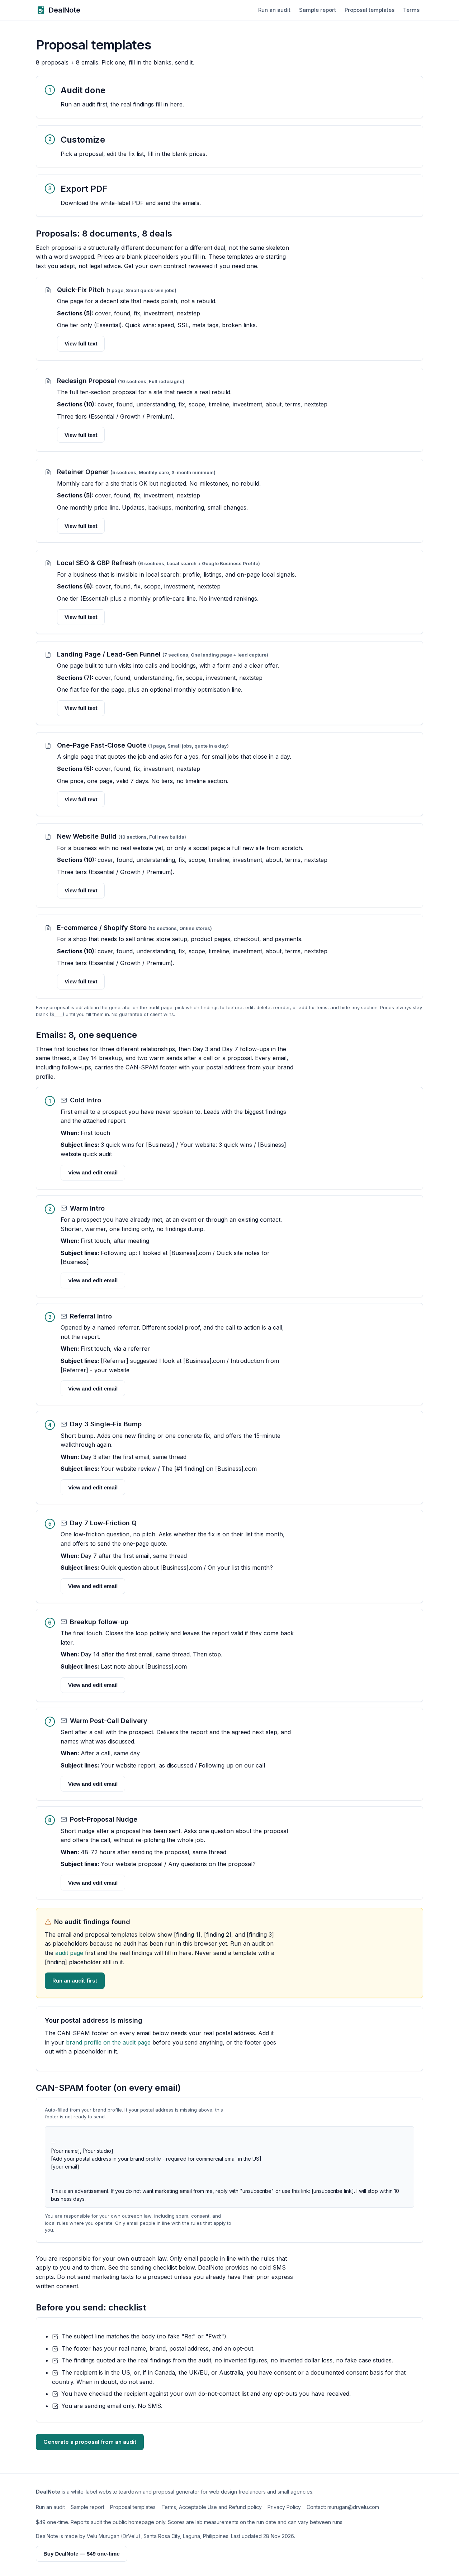 DealNote
Run an audit
Sample report
Proposal templates
Terms
Proposal templates
8 proposals + 8 emails. Pick one, fill in the blanks, send it.
1
Audit done
Run an audit first; the real findings fill in here.
2
Customize
Pick a proposal, edit the fix list, fill in the blank prices.
3
Export PDF
Download the white-label PDF and send the emails.
Proposals: 8 documents, 8 deals
Each proposal is a structurally different document for a different deal, not the same skeleton
with a word swapped. Prices are blank placeholders you fill in. These templates are starting
text you adapt, not legal advice. Get your own contract reviewed if you need one.
Quick-Fix Pitch (1 page, Small quick-win jobs)
One page for a decent site that needs polish, not a rebuild.
Sections (5): cover, found, fix, investment, nextstep
One tier only (Essential). Quick wins: speed, SSL, meta tags, broken links.
View full text
Redesign Proposal (10 sections, Full redesigns)
The full ten-section proposal for a site that needs a real rebuild.
Sections (10): cover, found, understanding, fix, scope, timeline, investment, about, terms, nextstep
Three tiers (Essential / Growth / Premium).
View full text
Retainer Opener (5 sections, Monthly care, 3-month minimum)
Monthly care for a site that is OK but neglected. No milestones, no rebuild.
Sections (5): cover, found, fix, investment, nextstep
One monthly price line. Updates, backups, monitoring, small changes.
View full text
Local SEO & GBP Refresh (6 sections, Local search + Google Business Profile)
For a business that is invisible in local search: profile, listings, and on-page local signals.
Sections (6): cover, found, fix, scope, investment, nextstep
One tier (Essential) plus a monthly profile-care line. No invented rankings.
View full text
Landing Page / Lead-Gen Funnel (7 sections, One landing page + lead capture)
One page built to turn visits into calls and bookings, with a form and a clear offer.
Sections (7): cover, found, understanding, fix, scope, investment, nextstep
One flat fee for the page, plus an optional monthly optimisation line.
View full text
One-Page Fast-Close Quote (1 page, Small jobs, quote in a day)
A single page that quotes the job and asks for a yes, for small jobs that close in a day.
Sections (5): cover, found, fix, investment, nextstep
One price, one page, valid 7 days. No tiers, no timeline section.
View full text
New Website Build (10 sections, Full new builds)
For a business with no real website yet, or only a social page: a full new site from scratch.
Sections (10): cover, found, understanding, fix, scope, timeline, investment, about, terms, nextstep
Three tiers (Essential / Growth / Premium).
View full text
E-commerce / Shopify Store (10 sections, Online stores)
For a shop that needs to sell online: store setup, product pages, checkout, and payments.
Sections (10): cover, found, understanding, fix, scope, timeline, investment, about, terms, nextstep
Three tiers (Essential / Growth / Premium).
View full text
Every proposal is editable in the generator on the audit page: pick which findings to feature, edit, delete, reorder, or add fix items, and hide any section. Prices always stay
blank ($____) until you fill them in. No guarantee of client wins.
Emails: 8, one sequence
Three first touches for three different relationships, then Day 3 and Day 7 follow-ups in the
same thread, a Day 14 breakup, and two warm sends after a call or a proposal. Every email,
including follow-ups, carries the CAN-SPAM footer with your postal address from your brand
profile.
1
Cold Intro
First email to a prospect you have never spoken to. Leads with the biggest findings
and the attached report.
When: First touch
Subject lines: 3 quick wins for [Business] / Your website: 3 quick wins / [Business]
website quick audit
View and edit email
2
Warm Intro
For a prospect you have already met, at an event or through an existing contact.
Shorter, warmer, one finding only, no findings dump.
When: First touch, after meeting
Subject lines: Following up: I looked at [Business].com / Quick site notes for
[Business]
View and edit email
3
Referral Intro
Opened by a named referrer. Different social proof, and the call to action is a call,
not the report.
When: First touch, via a referrer
Subject lines: [Referrer] suggested I look at [Business].com / Introduction from
[Referrer] - your website
View and edit email
4
Day 3 Single-Fix Bump
Short bump. Adds one new finding or one concrete fix, and offers the 15-minute
walkthrough again.
When: Day 3 after the first email, same thread
Subject lines: Your website review / The [#1 finding] on [Business].com
View and edit email
5
Day 7 Low-Friction Q
One low-friction question, no pitch. Asks whether the fix is on their list this month,
and offers to send the one-page quote.
When: Day 7 after the first email, same thread
Subject lines: Quick question about [Business].com / On your list this month?
View and edit email
6
Breakup follow-up
The final touch. Closes the loop politely and leaves the report valid if they come back
later.
When: Day 14 after the first email, same thread. Then stop.
Subject lines: Last note about [Business].com
View and edit email
7
Warm Post-Call Delivery
Sent after a call with the prospect. Delivers the report and the agreed next step, and
names what was discussed.
When: After a call, same day
Subject lines: Your website report, as discussed / Following up on our call
View and edit email
8
Post-Proposal Nudge
Short nudge after a proposal has been sent. Asks one question about the proposal
and offers the call, without re-pitching the whole job.
When: 48-72 hours after sending the proposal, same thread
Subject lines: Your website proposal / Any questions on the proposal?
View and edit email
No audit findings found
The email and proposal templates below show [finding 1], [finding 2], and [finding 3]
as placeholders because no audit has been run in this browser yet. Run an audit on
the audit page first and the real findings will fill in here. Never send a template with a
[finding] placeholder still in it.
Run an audit first
Your postal address is missing
The CAN-SPAM footer on every email below needs your real postal address. Add it
in your brand profile on the audit page before you send anything, or the footer goes
out with a placeholder in it.
CAN-SPAM footer (on every email)
Auto-filled from your brand profile. If your postal address is missing above, this
footer is not ready to send.
--
[Your name], [Your studio]
[Add your postal address in your brand profile - required for commercial email in the US]
[your email]
This is an advertisement. If you do not want marketing email from me, reply with "unsubscribe" or use this link: [unsubscribe link]. I will stop within 10
business days.
You are responsible for your own outreach law, including spam, consent, and
local rules where you operate. Only email people in line with the rules that apply to
you.
You are responsible for your own outreach law. Only email people in line with the rules that
apply to you and to them. See the sending checklist below. DealNote provides no cold SMS
scripts. Do not send marketing texts to a prospect unless you already have their prior express
written consent.
Before you send: checklist
The subject line matches the body (no fake "Re:" or "Fwd:").
The footer has your real name, brand, postal address, and an opt-out.
The findings quoted are the real findings from the audit, no invented figures, no invented dollar loss, no fake case studies.
The recipient is in the US, or, if in Canada, the UK/EU, or Australia, you have consent or a documented consent basis for that
country. When in doubt, do not send.
You have checked the recipient against your own do-not-contact list and any opt-outs you have received.
You are sending email only. No SMS.
Generate a proposal from an audit
DealNote is a white-label website teardown and proposal generator for web design freelancers and small agencies.
Run an audit
Sample report
Proposal templates
Terms, Acceptable Use and Refund policy
Privacy Policy
Contact: murugan@drvelu.com
$49 one-time. Reports audit the public homepage only. Scores are lab measurements on the run date and can vary between runs.
DealNote is made by Velu Murugan (DrVelu), Santa Rosa City, Laguna, Philippines. Last updated 28 Nov 2026.
Buy DealNote — $49 one-time